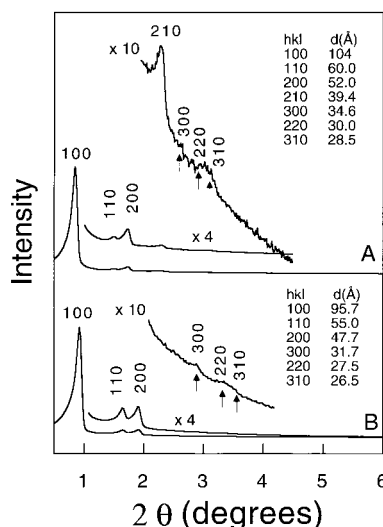 Intensity
x 10
210
300
220
310
100
110
200
x 4
A
hkl d(Å)
100 104
110 60.0
200 52.0
210 39.4
300 34.6
220 30.0
310 28.5
x 10
300
220
310
100
110
200
x 4
B
hkl d(Å)
100 95.7
110 55.0
200 47.7
300 31.7
220 27.5
310 26.5
1 2 3 4 5 6
2 θ (degrees)